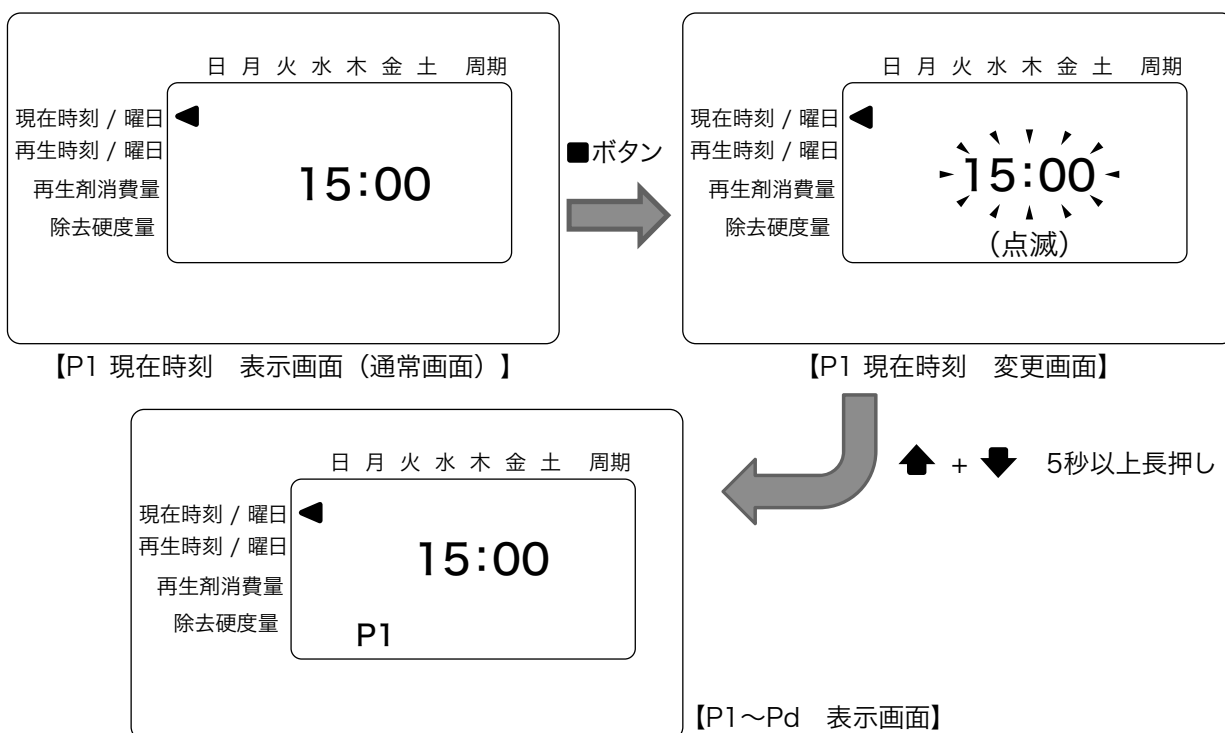 日 月 火 水 木 金 土 周期
現在時刻 / 曜日
再生時刻 / 曜日
再生剤消費量
除去硬度量
15:00
【P1 現在時刻 表示画面（通常画面）】
■ボタン
日 月 火 水 木 金 土 周期
現在時刻 / 曜日
再生時刻 / 曜日
再生剤消費量
除去硬度量
15:00
（点滅）
【P1 現在時刻 変更画面】
+ 5秒以上長押し
日 月 火 水 木 金 土 周期
現在時刻 / 曜日
再生時刻 / 曜日
再生剤消費量
除去硬度量
15:00
P1
【P1〜Pd 表示画面】